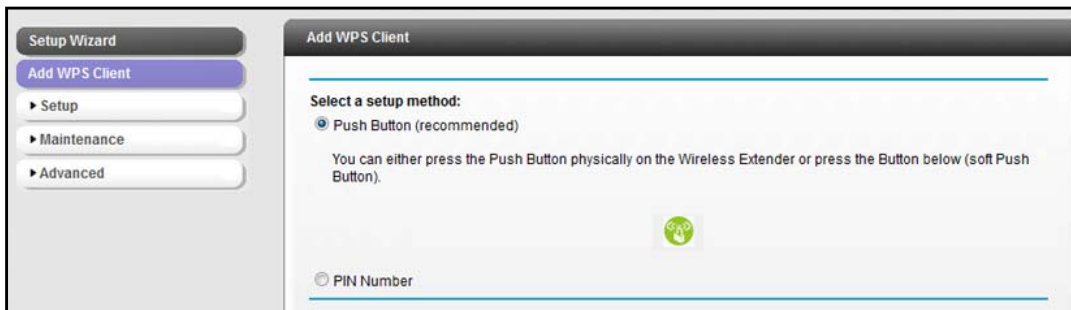 Setup Wizard
Add WPS Client
Setup
Maintenance
Advanced
Add WPS Client
Select a setup method:
Push Button (recommended)
You can either press the Push Button physically on the Wireless Extender or press the Button below (soft Push
Button).
PIN Number